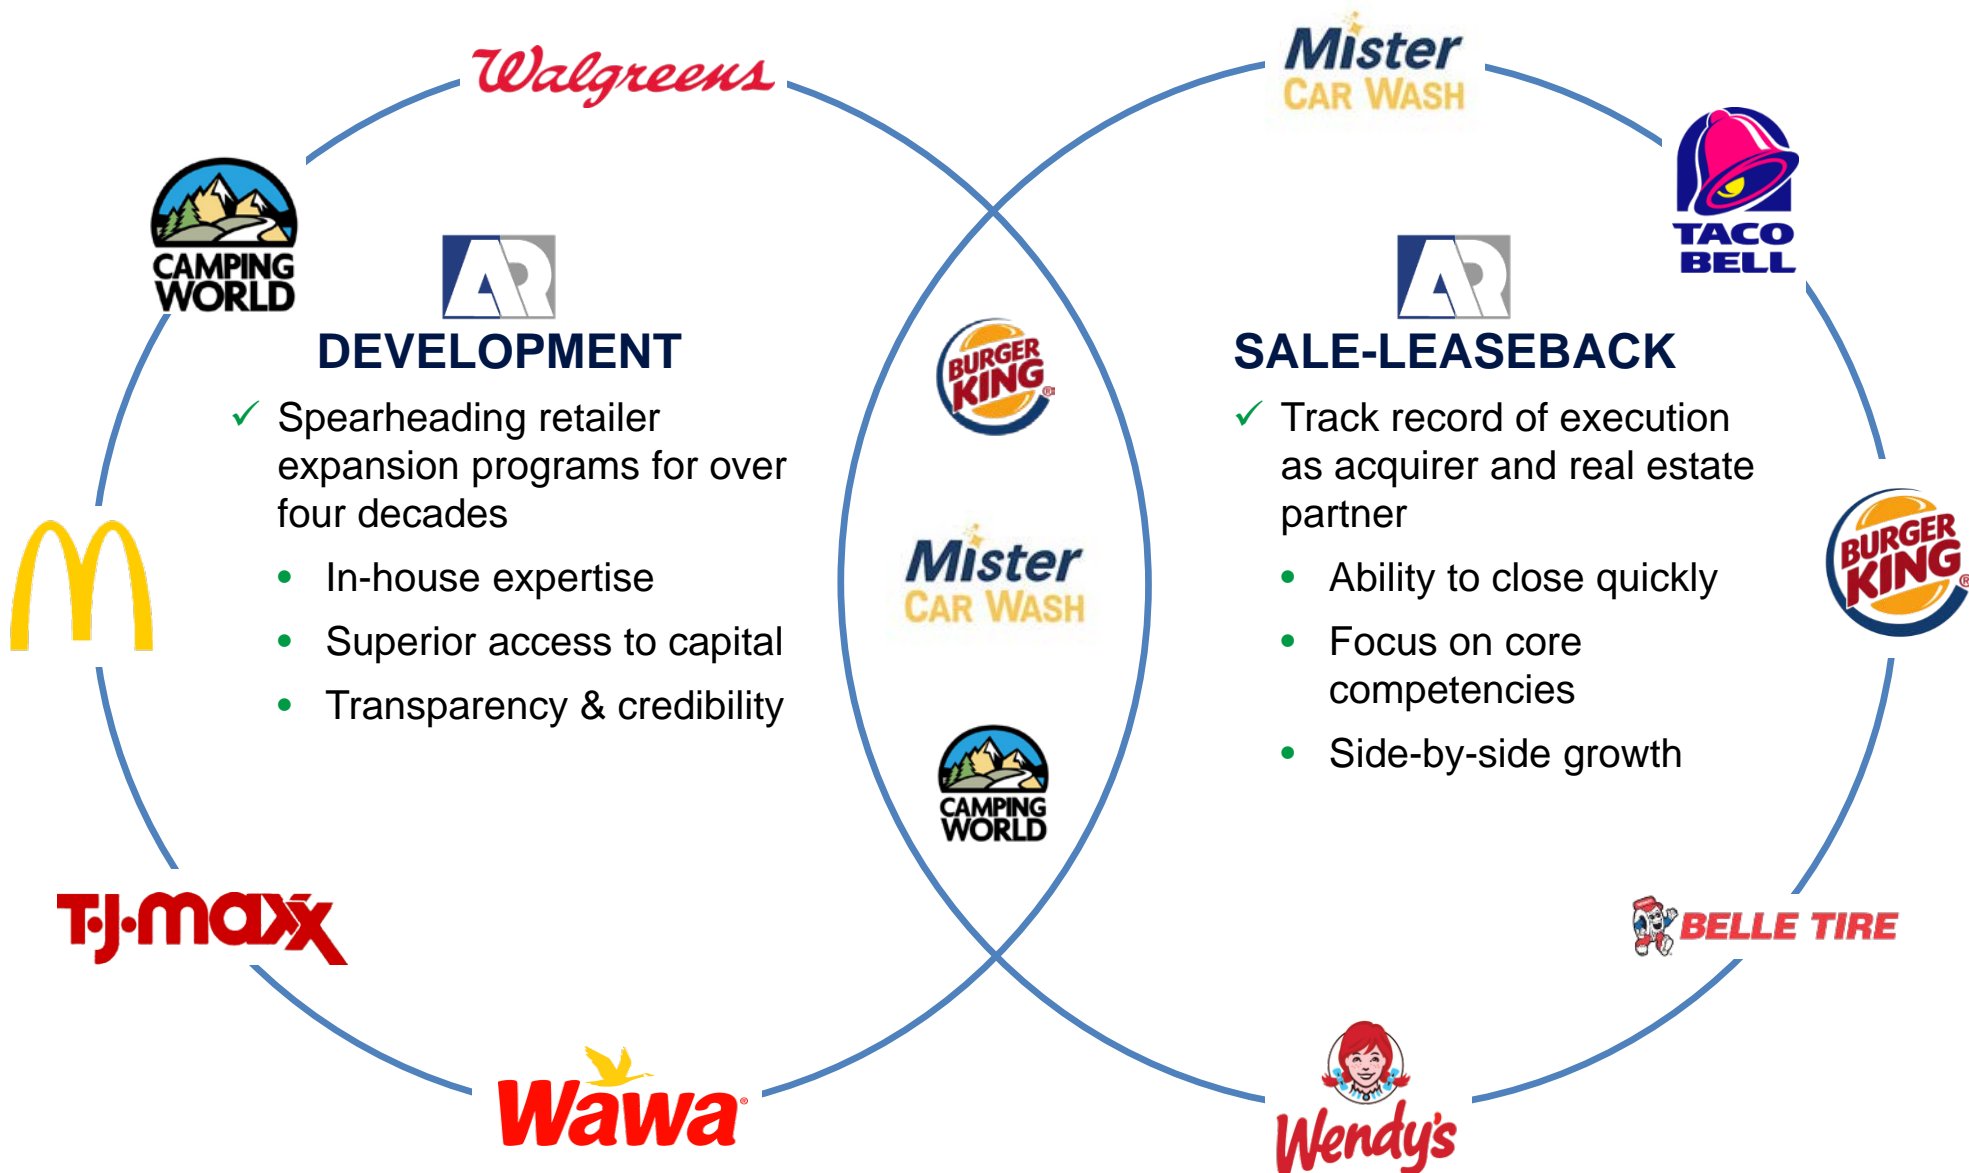 Walgreens
Mister
CAR WASH
TACO
BELL
CAMPING
WORLD
AR
DEVELOPMENT
Spearheading retailer
expansion programs for over
four decades
In-house expertise
Superior access to capital
Transparency & credibility
BURGER
KING®
Mister
CAR WASH
CAMPING
WORLD
AR
SALE-LEASEBACK
Track record of execution
as acquirer and real estate
partner
Ability to close quickly
Focus on core
competencies
Side-by-side growth
M
BURGER
KING®
T·J·maxx
BELLE TIRE
Wawa®
Wendy's